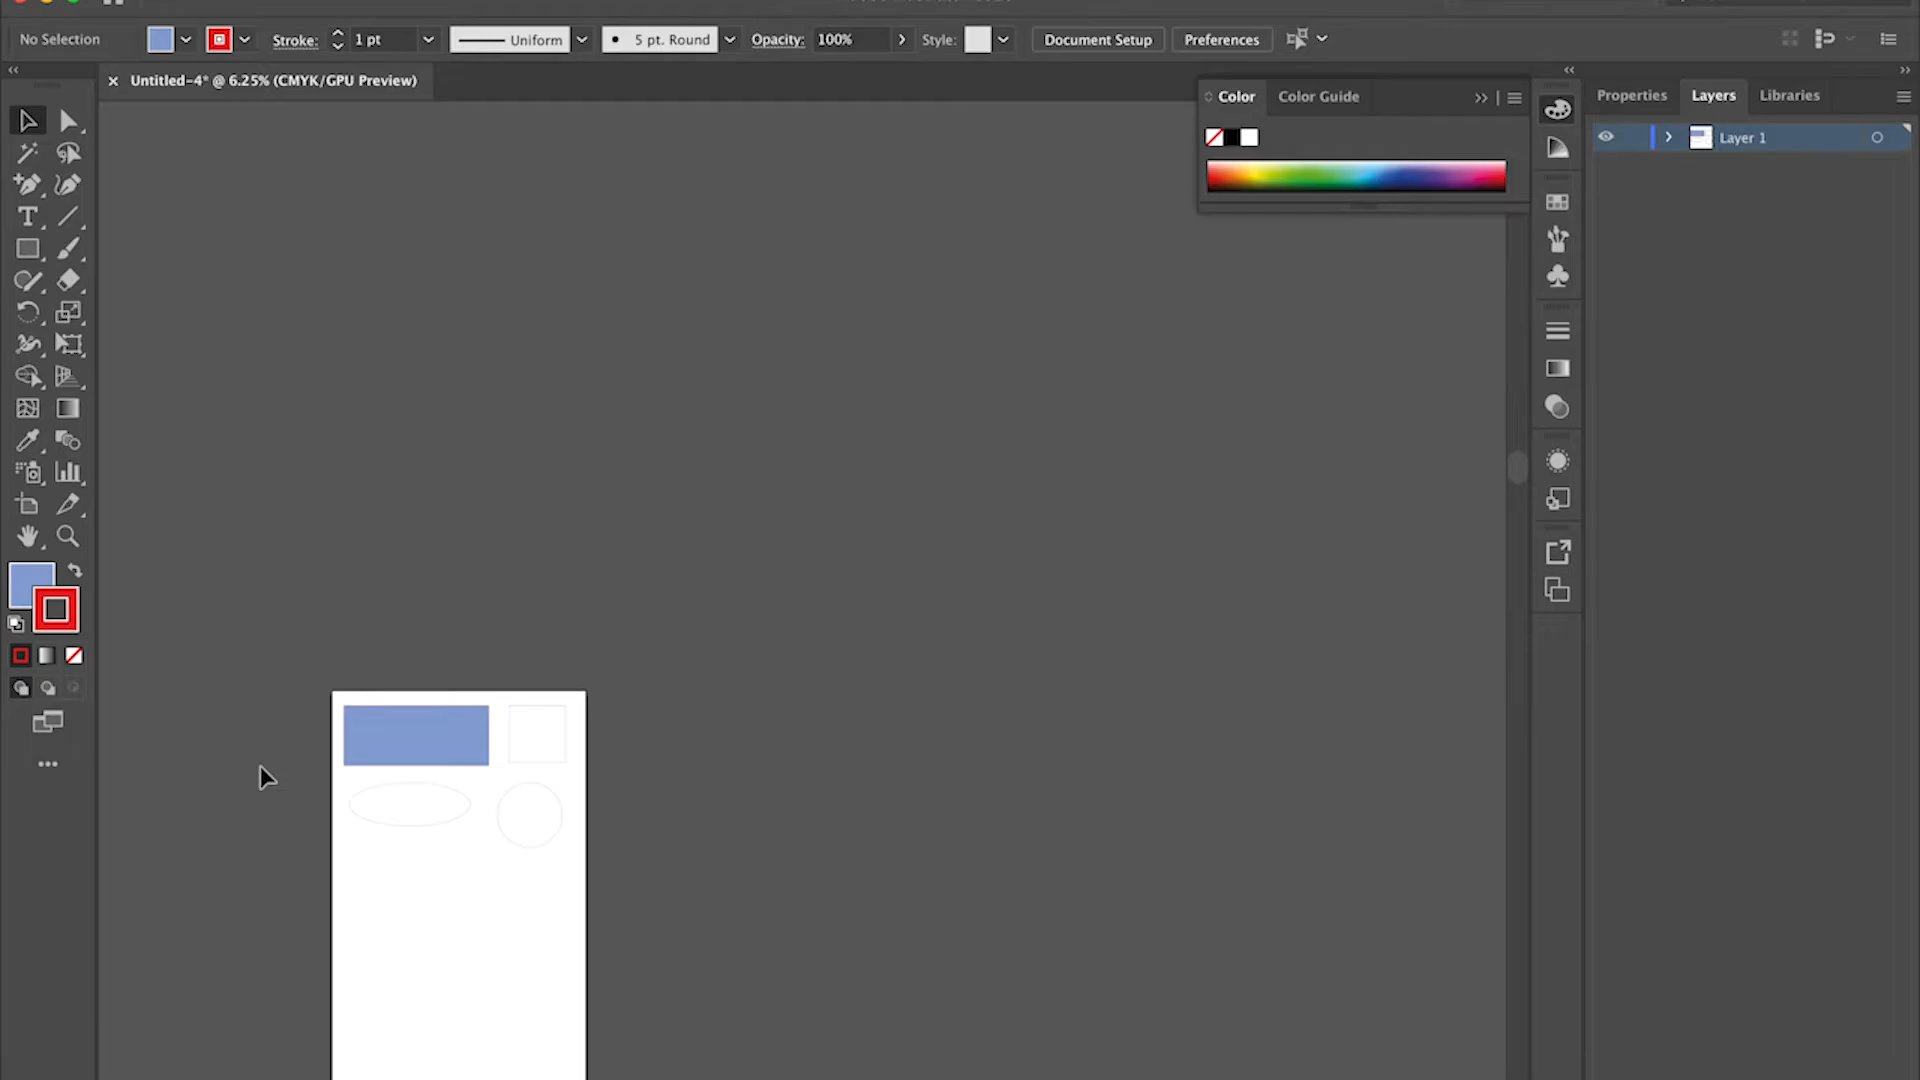 No Selection
Stroke: 1 pt
Uniform
5 pt. Round
Opacity: 100%
Style:
Document Setup
Preferences
Untitled-4* @ 6.25% (CMYK/GPU Preview)
Color
Color Guide
Properties
Layers
Libraries
Layer 1
T